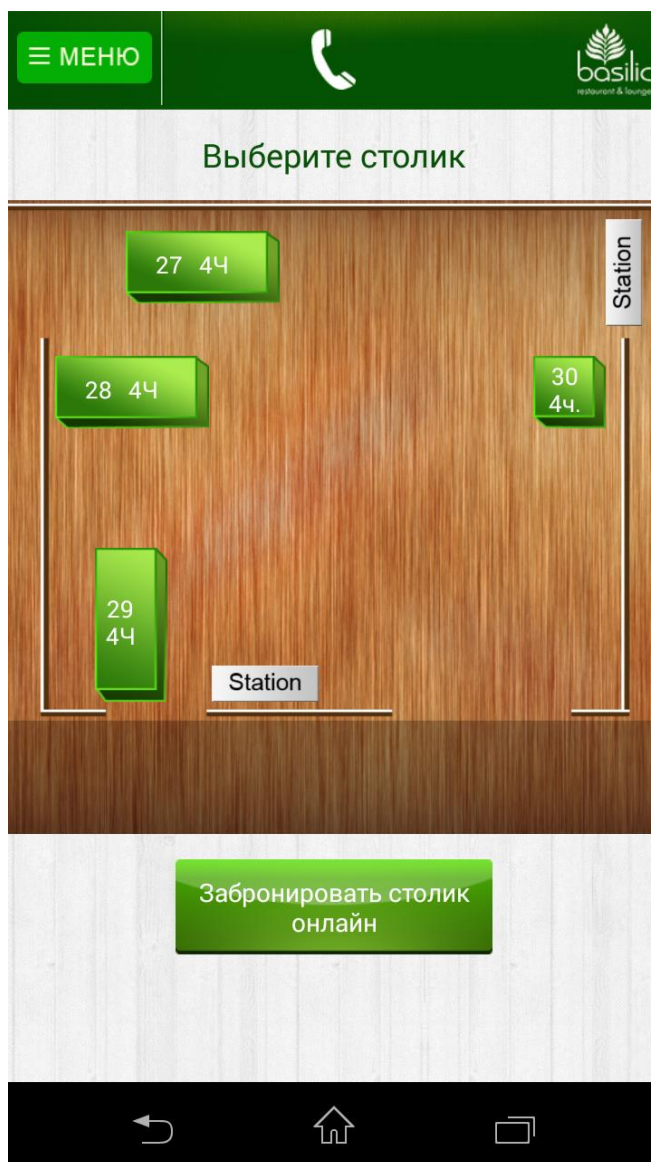 МЕНЮ
basilic
restaurant & lounge
Выберите столик
27 4Ч
Station
28 4Ч
30
4ч.
29
4Ч
Station
Забронировать столик
онлайн